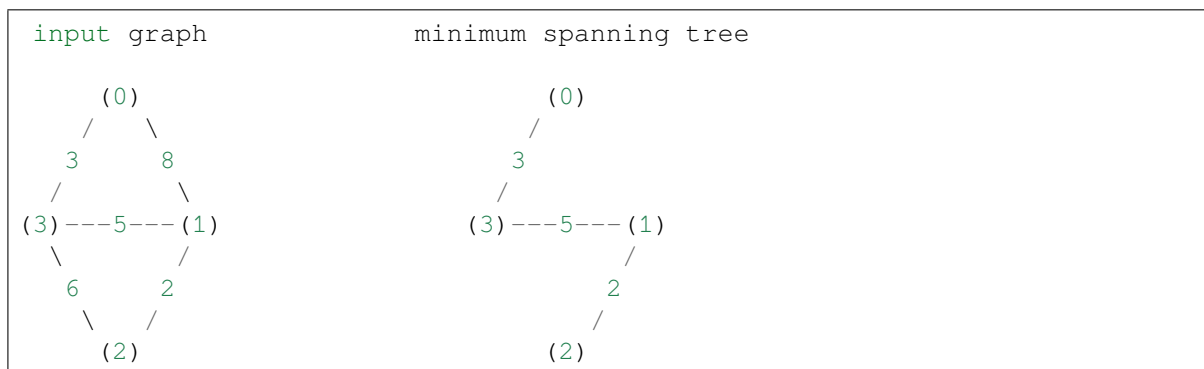 input graph             minimum spanning tree
     (0)                         (0)
    /   \                       /
   3     8                     3
  /       \                   /
(3)---5---(1)               (3)---5---(1)
  \       /                           /
   6     2                           2
    \   /                           /
     (2)                         (2)